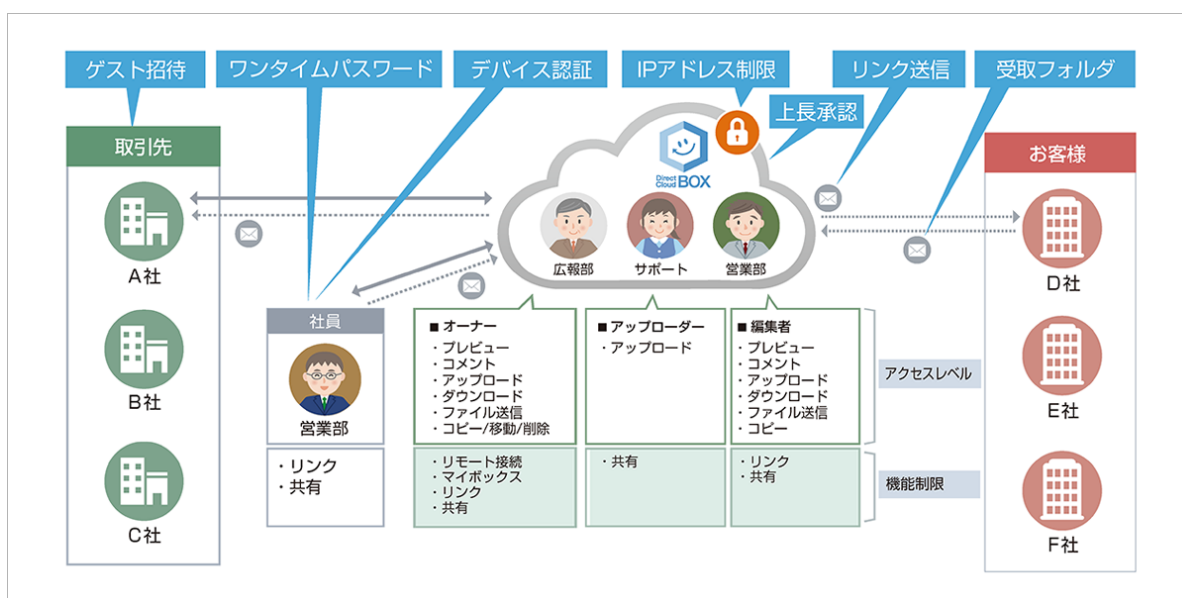 ゲスト招待
ワンタイムパスワード
デバイス認証
IPアドレス制限
リンク送信
受取フォルダ
上長承認
取引先
A社
B社
C社
Direct
Cloud BOX
広報部
サポート
営業部
お客様
D社
E社
F社
社員
営業部
・リンク
・共有
■ オーナー
・プレビュー
・コメント
・アップロード
・ダウンロード
・ファイル送信
・コピー/移動/削除
・リモート接続
・マイボックス
・リンク
・共有
■ アップローダー
・アップロード
・共有
■ 編集者
・プレビュー
・コメント
・アップロード
・ダウンロード
・ファイル送信
・コピー
・リンク
・共有
アクセスレベル
機能制限